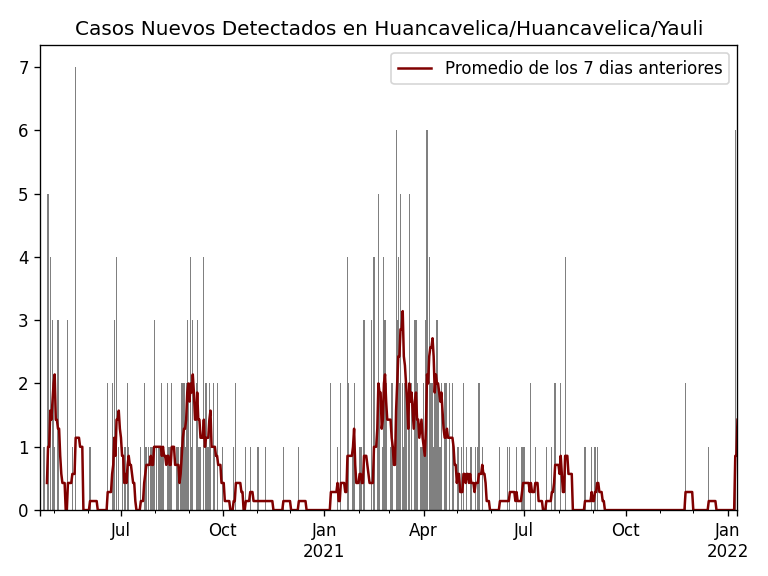 Casos Nuevos Detectados en Huancavelica/Huancavelica/Yauli
Promedio de los 7 dias anteriores
7
6
5
4
3
2
1
0
Jul
Oct
Jan
2021
Apr
Jul
Oct
Jan
2022